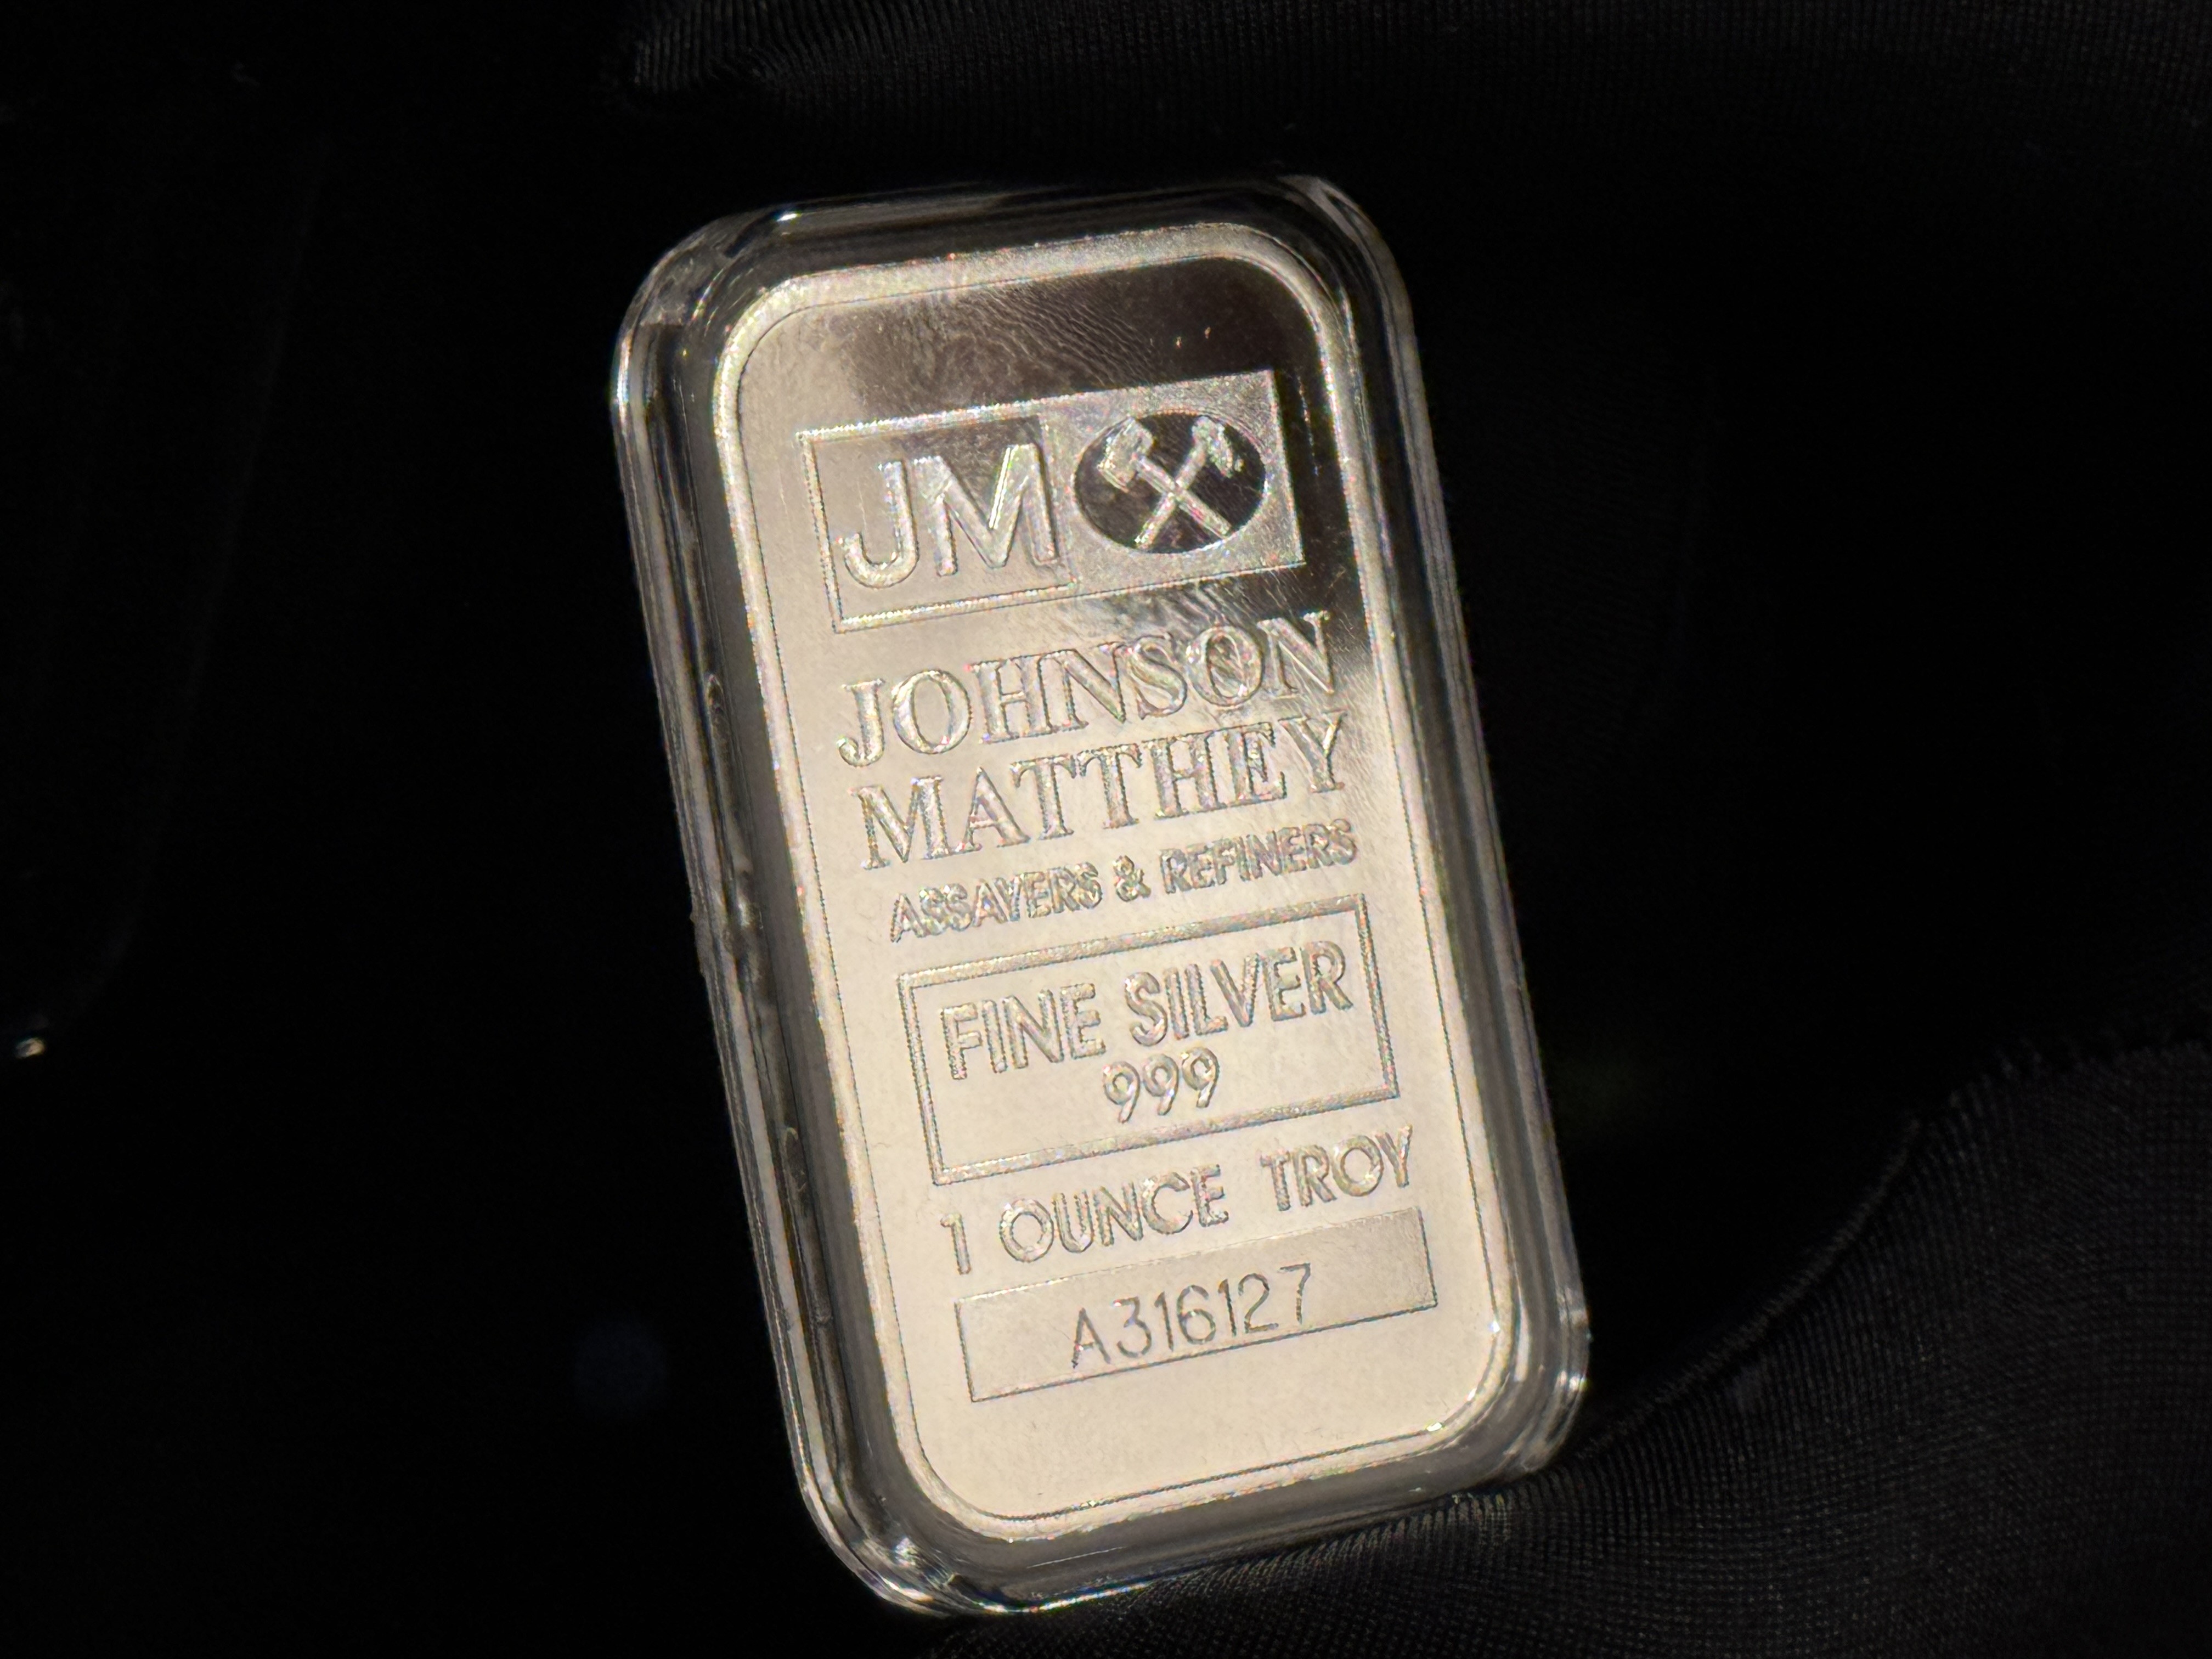 JM
JOHNSON
MATTHEY
ASSAYERS & REFINERS
FINE SILVER
999
1 OUNCE TROY
A316127